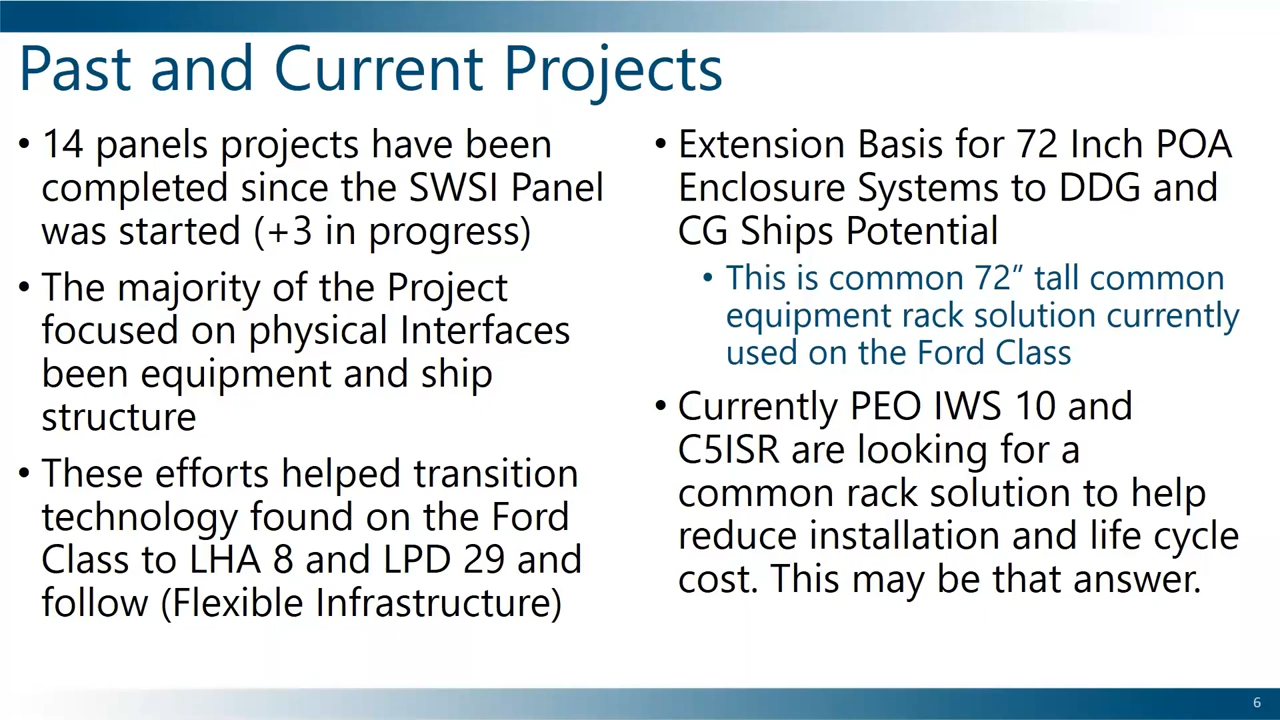 Past and Current Projects
• 14 panels projects have been
completed since the SWSI Panel
was started (+3 in progress)
• The majority of the Project
focused on physical Interfaces
been equipment and ship
structure
• These efforts helped transition
technology found on the Ford
Class to LHA 8 and LPD 29 and
follow (Flexible Infrastructure)
• Extension Basis for 72 Inch POA
Enclosure Systems to DDG and
CG Ships Potential
• This is common 72” tall common
equipment rack solution currently
used on the Ford Class
• Currently PEO IWS 10 and
C5ISR are looking for a
common rack solution to help
reduce installation and life cycle
cost. This may be that answer.
6